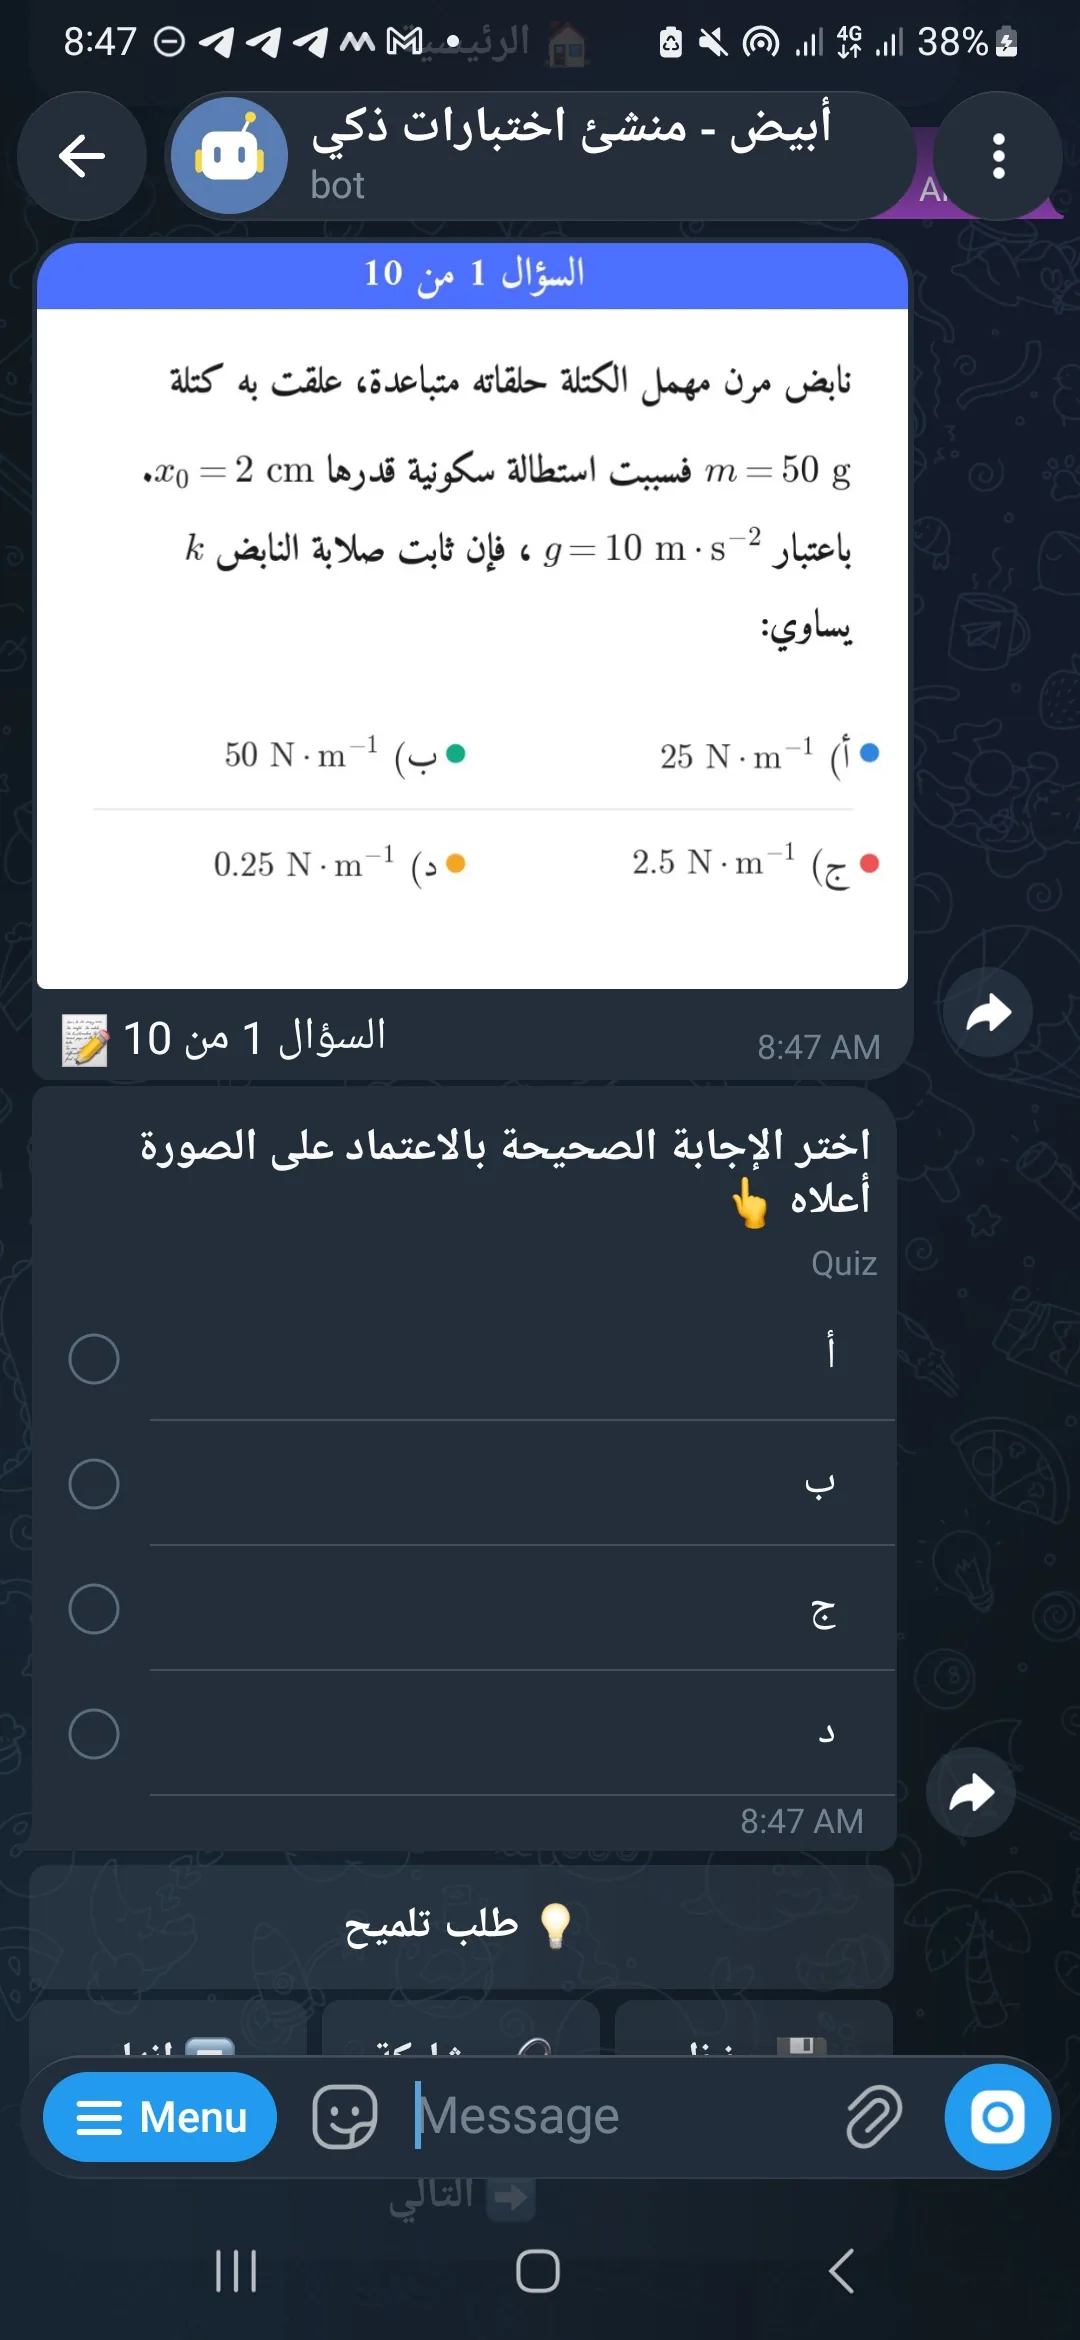 8:47
4G
38%
الرئيسية
أبيض - منشئ اختبارات ذكي
bot
السؤال 1 من 10
نابض مرن مهمل الكتلة حلقاته متباعدة، علقت به كتلة
m = 50 g فسببت استطالة سكونية قدرها x₀ = 2 cm.
باعتبار g = 10 m · s⁻² ، فإن ثابت صلابة النابض k
يساوي:
أ) 25 N · m⁻¹
ب) 50 N · m⁻¹
ج) 2.5 N · m⁻¹
د) 0.25 N · m⁻¹
📝 السؤال 1 من 10
8:47 AM
اختر الإجابة الصحيحة بالاعتماد على الصورة
أعلاه 👆
Quiz
أ
ب
ج
د
8:47 AM
💡 طلب تلميح
Menu
Message
➡️ التالي